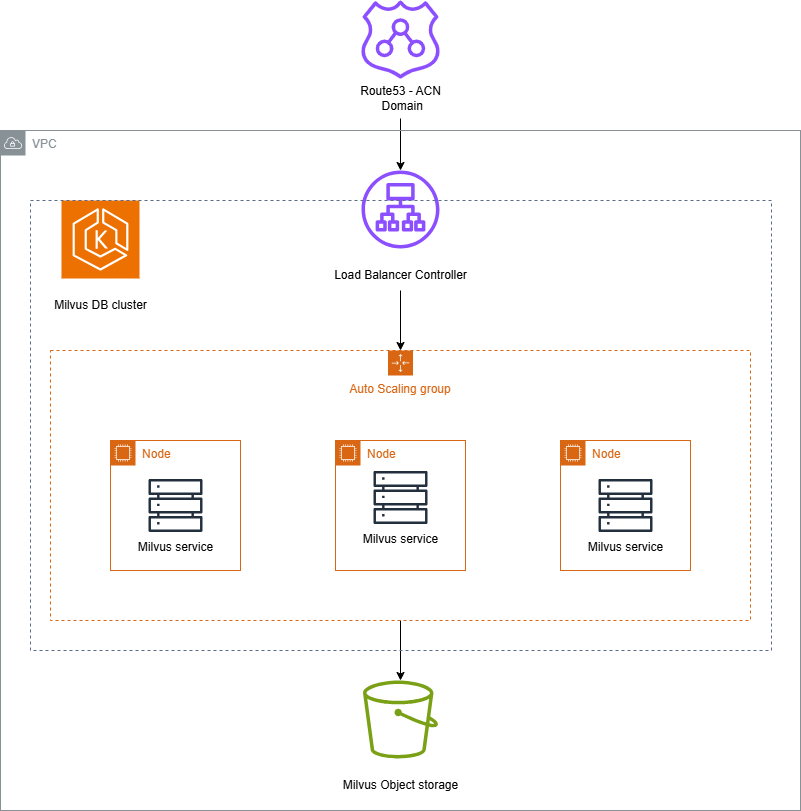 Route53 - ACN
Domain
VPC
K
Load Balancer Controller
Milvus DB cluster
Auto Scaling group
Node
Node
Node
Milvus service
Milvus service
Milvus service
Milvus Object storage